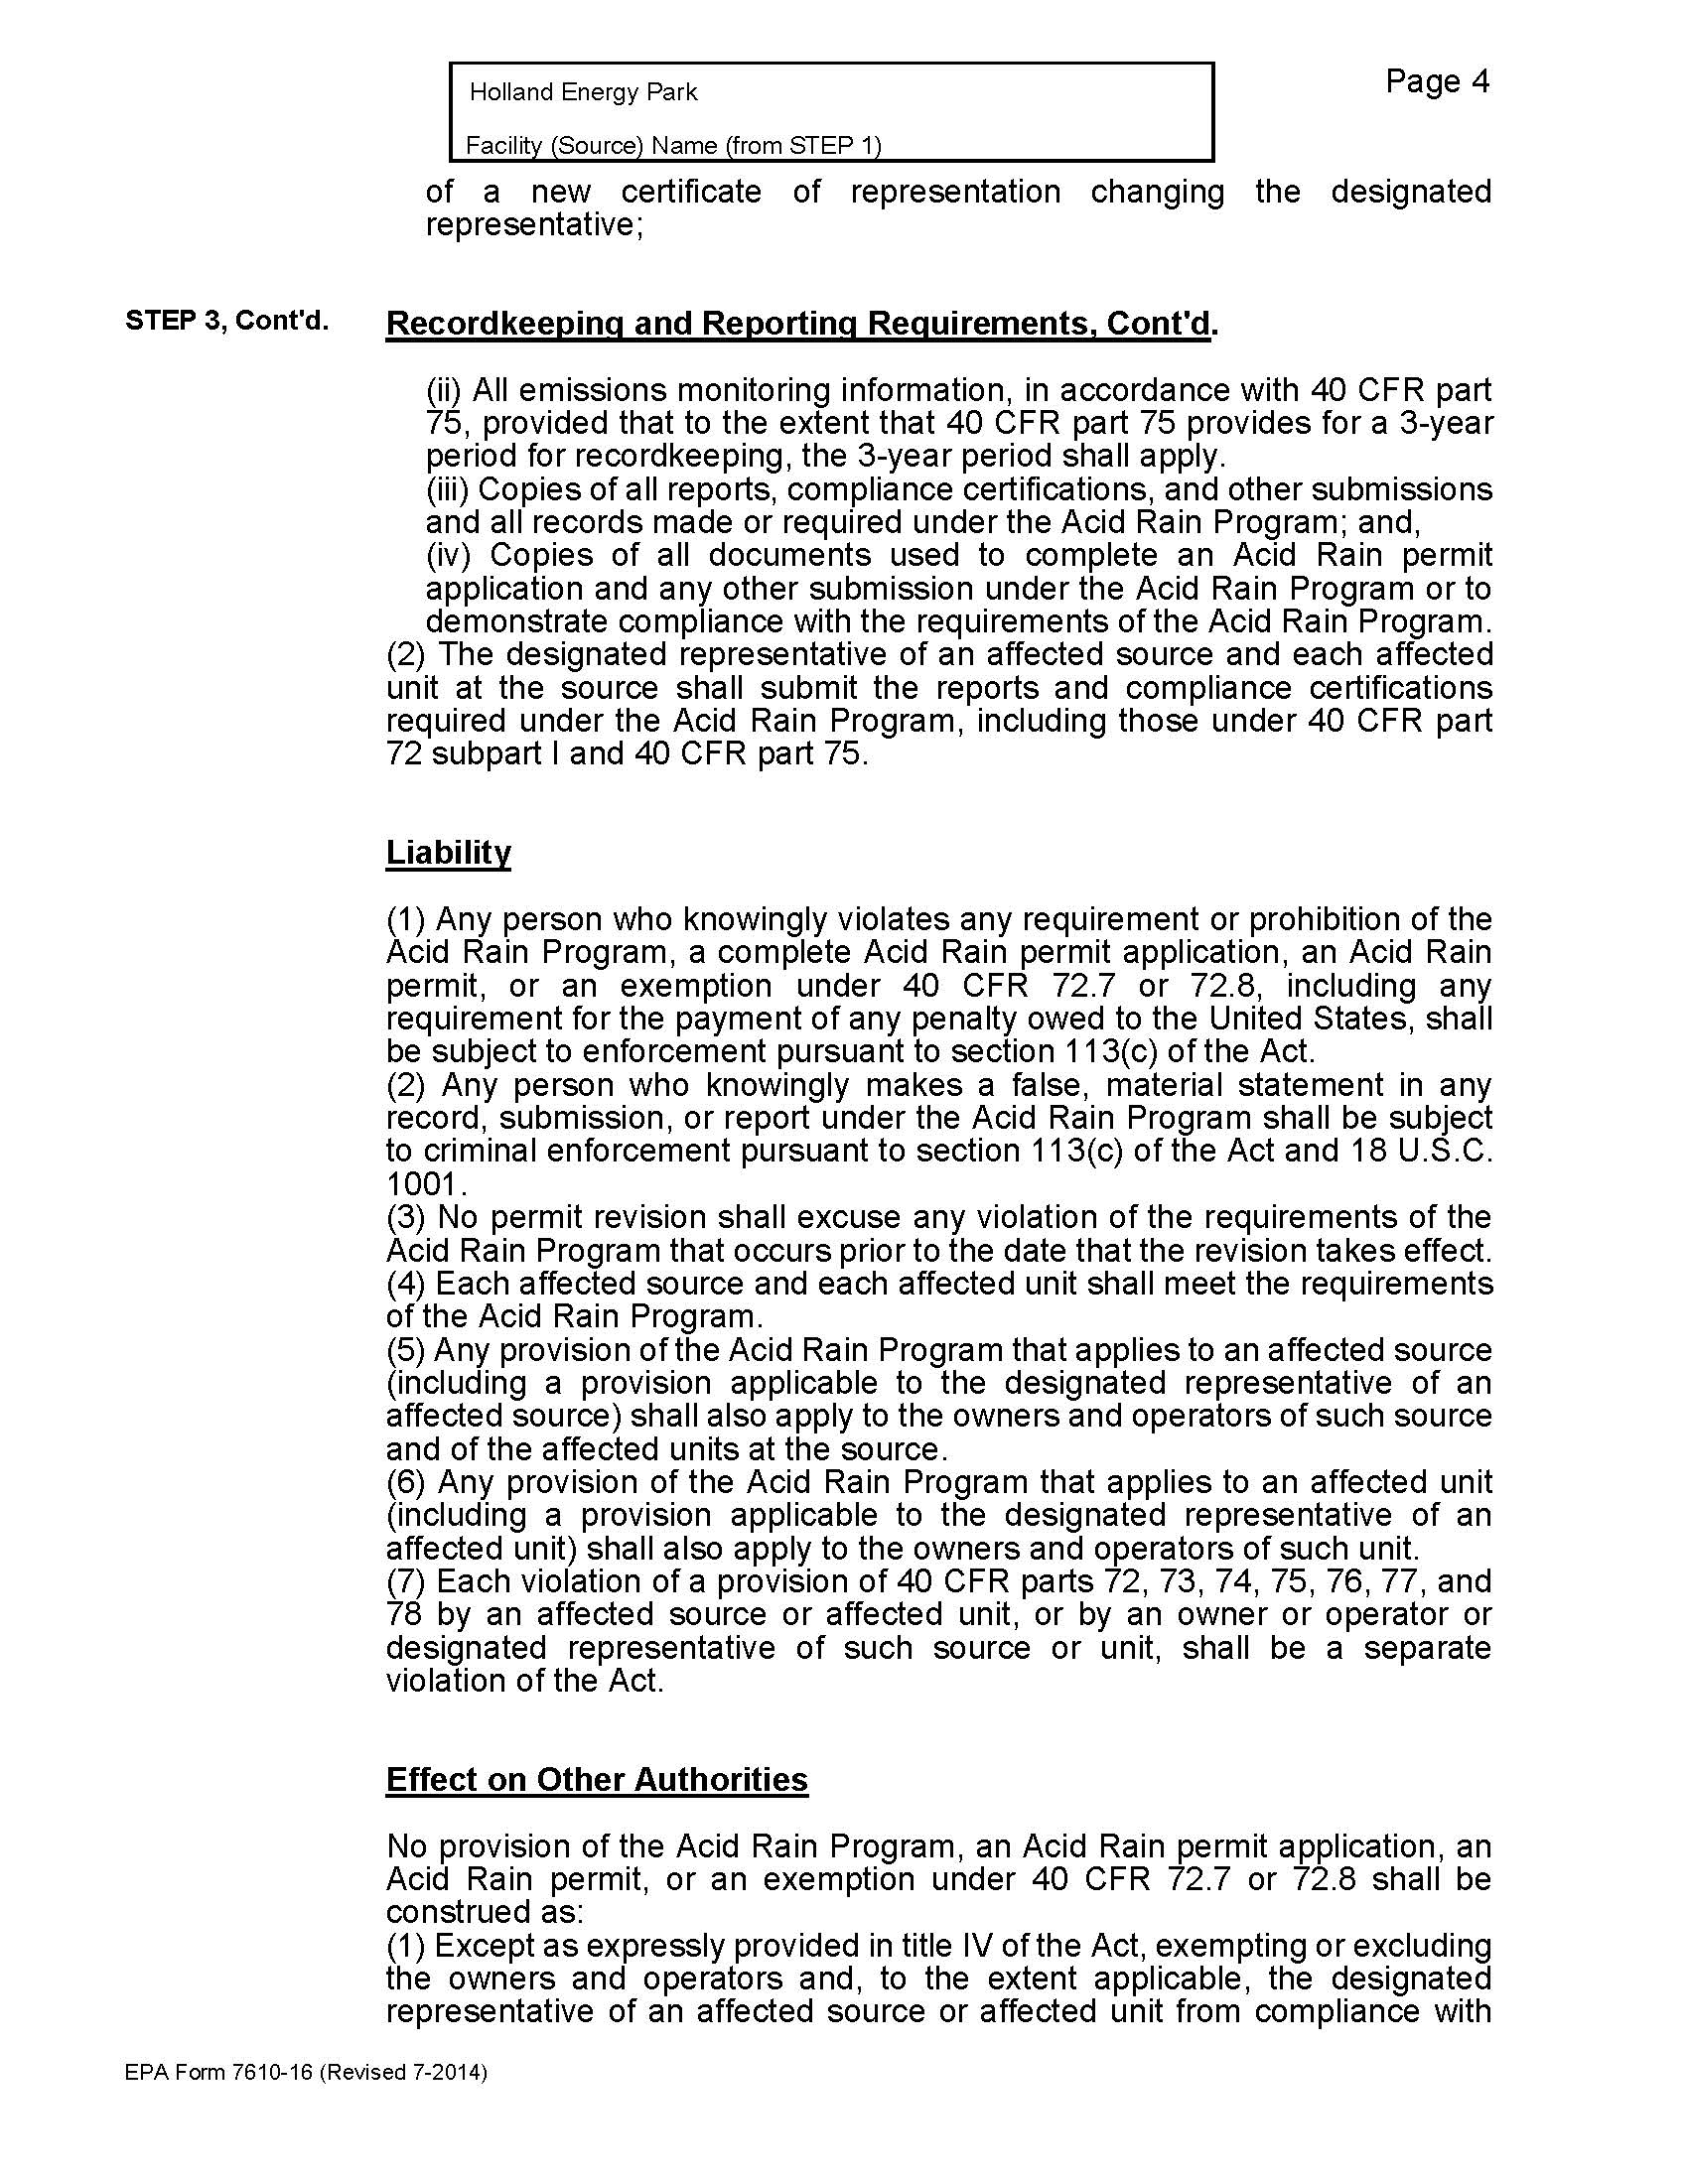 Holland Energy Park
Page 4
Facility (Source) Name (from STEP 1)
of a new certificate of representation changing the designated
representative;
STEP 3, Cont'd.
Recordkeeping and Reporting Requirements, Cont'd.
(ii) All emissions monitoring information, in accordance with 40 CFR part
75, provided that to the extent that 40 CFR part 75 provides for a 3-year
period for recordkeeping, the 3-year period shall apply.
(iii) Copies of all reports, compliance certifications, and other submissions
and all records made or required under the Acid Rain Program; and,
(iv) Copies of all documents used to complete an Acid Rain permit
application and any other submission under the Acid Rain Program or to
demonstrate compliance with the requirements of the Acid Rain Program.
(2) The designated representative of an affected source and each affected
unit at the source shall submit the reports and compliance certifications
required under the Acid Rain Program, including those under 40 CFR part
72 subpart I and 40 CFR part 75.
Liability
(1) Any person who knowingly violates any requirement or prohibition of the
Acid Rain Program, a complete Acid Rain permit application, an Acid Rain
permit, or an exemption under 40 CFR 72.7 or 72.8, including any
requirement for the payment of any penalty owed to the United States, shall
be subject to enforcement pursuant to section 113(c) of the Act.
(2) Any person who knowingly makes a false, material statement in any
record, submission, or report under the Acid Rain Program shall be subject
to criminal enforcement pursuant to section 113(c) of the Act and 18 U.S.C.
1001.
(3) No permit revision shall excuse any violation of the requirements of the
Acid Rain Program that occurs prior to the date that the revision takes effect.
(4) Each affected source and each affected unit shall meet the requirements
of the Acid Rain Program.
(5) Any provision of the Acid Rain Program that applies to an affected source
(including a provision applicable to the designated representative of an
affected source) shall also apply to the owners and operators of such source
and of the affected units at the source.
(6) Any provision of the Acid Rain Program that applies to an affected unit
(including a provision applicable to the designated representative of an
affected unit) shall also apply to the owners and operators of such unit.
(7) Each violation of a provision of 40 CFR parts 72, 73, 74, 75, 76, 77, and
78 by an affected source or affected unit, or by an owner or operator or
designated representative of such source or unit, shall be a separate
violation of the Act.
Effect on Other Authorities
No provision of the Acid Rain Program, an Acid Rain permit application, an
Acid Rain permit, or an exemption under 40 CFR 72.7 or 72.8 shall be
construed as:
(1) Except as expressly provided in title IV of the Act, exempting or excluding
the owners and operators and, to the extent applicable, the designated
representative of an affected source or affected unit from compliance with
EPA Form 7610-16 (Revised 7-2014)